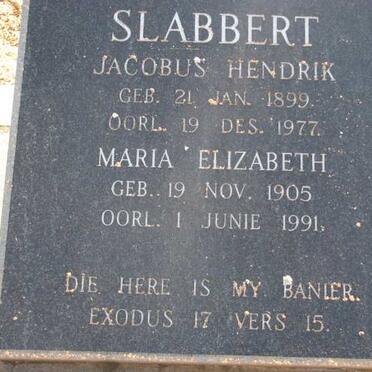 SLABBERT
JACOBUS HENDRIK
GEB. 21 JAN. 1899.
OORL. 19 DES. 1977.
MARIA ELIZABETH
GEB. 19 NOV. 1905
OORL. 1 JUNIE 1991.
DIE HERE IS MY BANIER.
EXODUS 17 VERS 15.